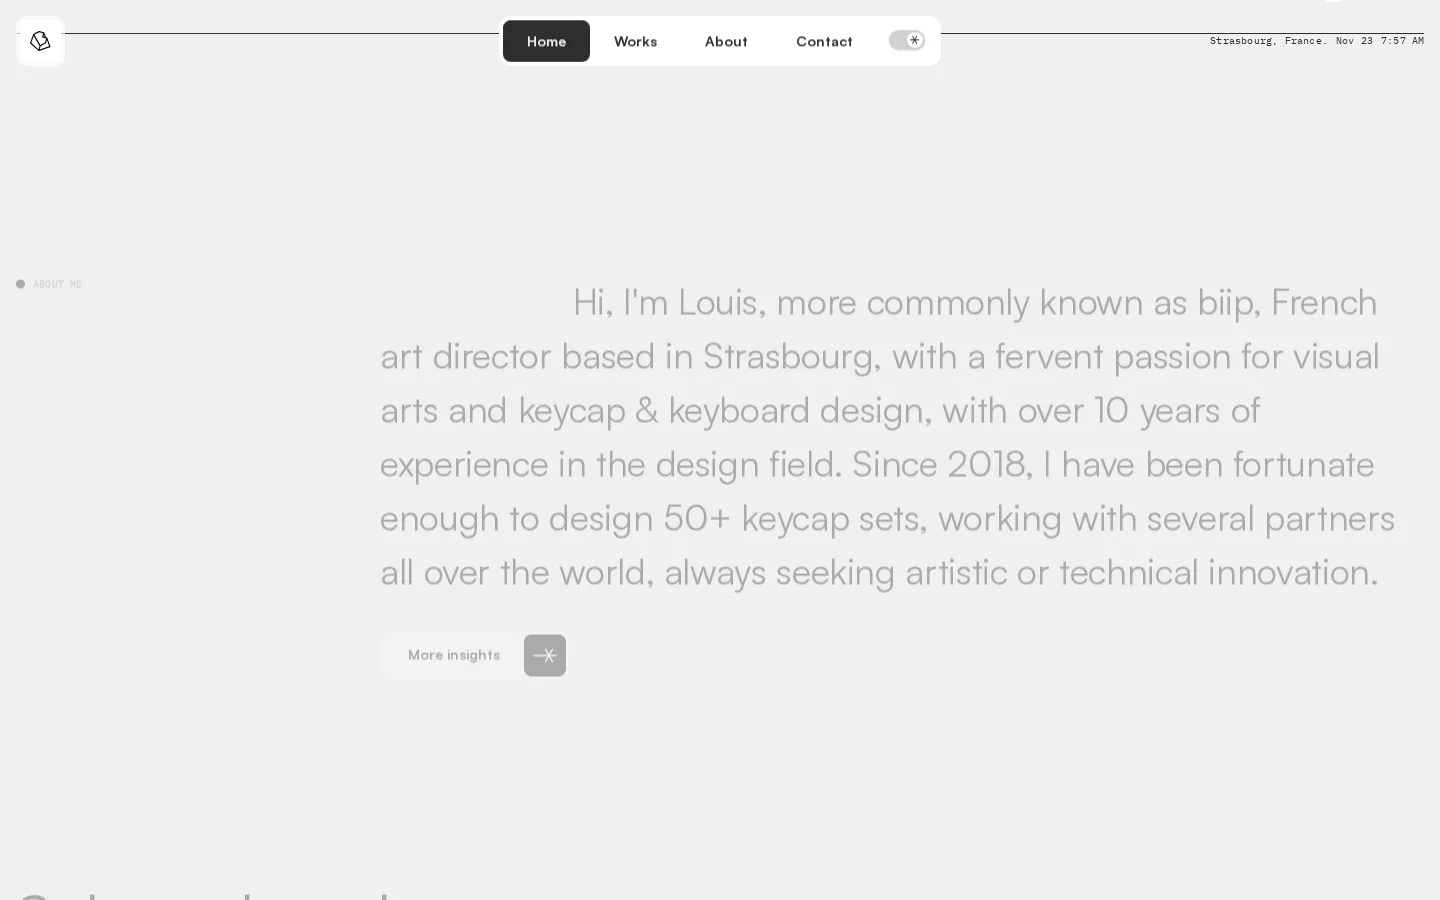 Home
Works
About
Contact
Strasbourg, France. Nov 23 7:57 AM
ABOUT ME
Hi, I'm Louis, more commonly known as biip, French
art director based in Strasbourg, with a fervent passion for visual
arts and keycap & keyboard design, with over 10 years of
experience in the design field. Since 2018, I have been fortunate
enough to design 50+ keycap sets, working with several partners
all over the world, always seeking artistic or technical innovation.
More insights